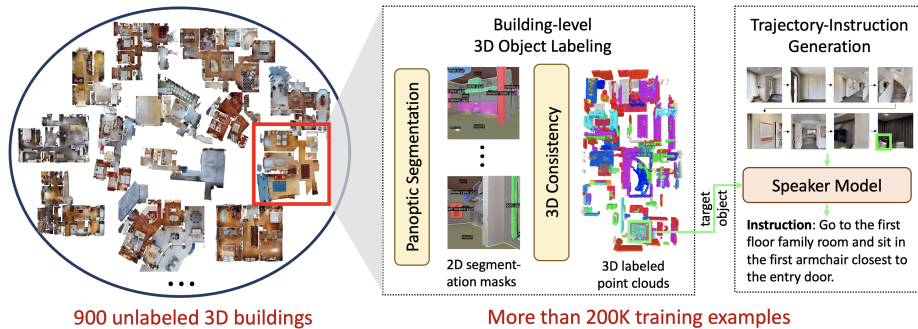 Building-level
3D Object Labeling
Trajectory-Instruction
Generation
Panoptic Segmentation
3D Consistency
2D segment-
ation masks
3D labeled
point clouds
target
object
Speaker Model
Instruction: Go to the first
floor family room and sit in
the first armchair closest to
the entry door.
900 unlabeled 3D buildings
More than 200K training examples